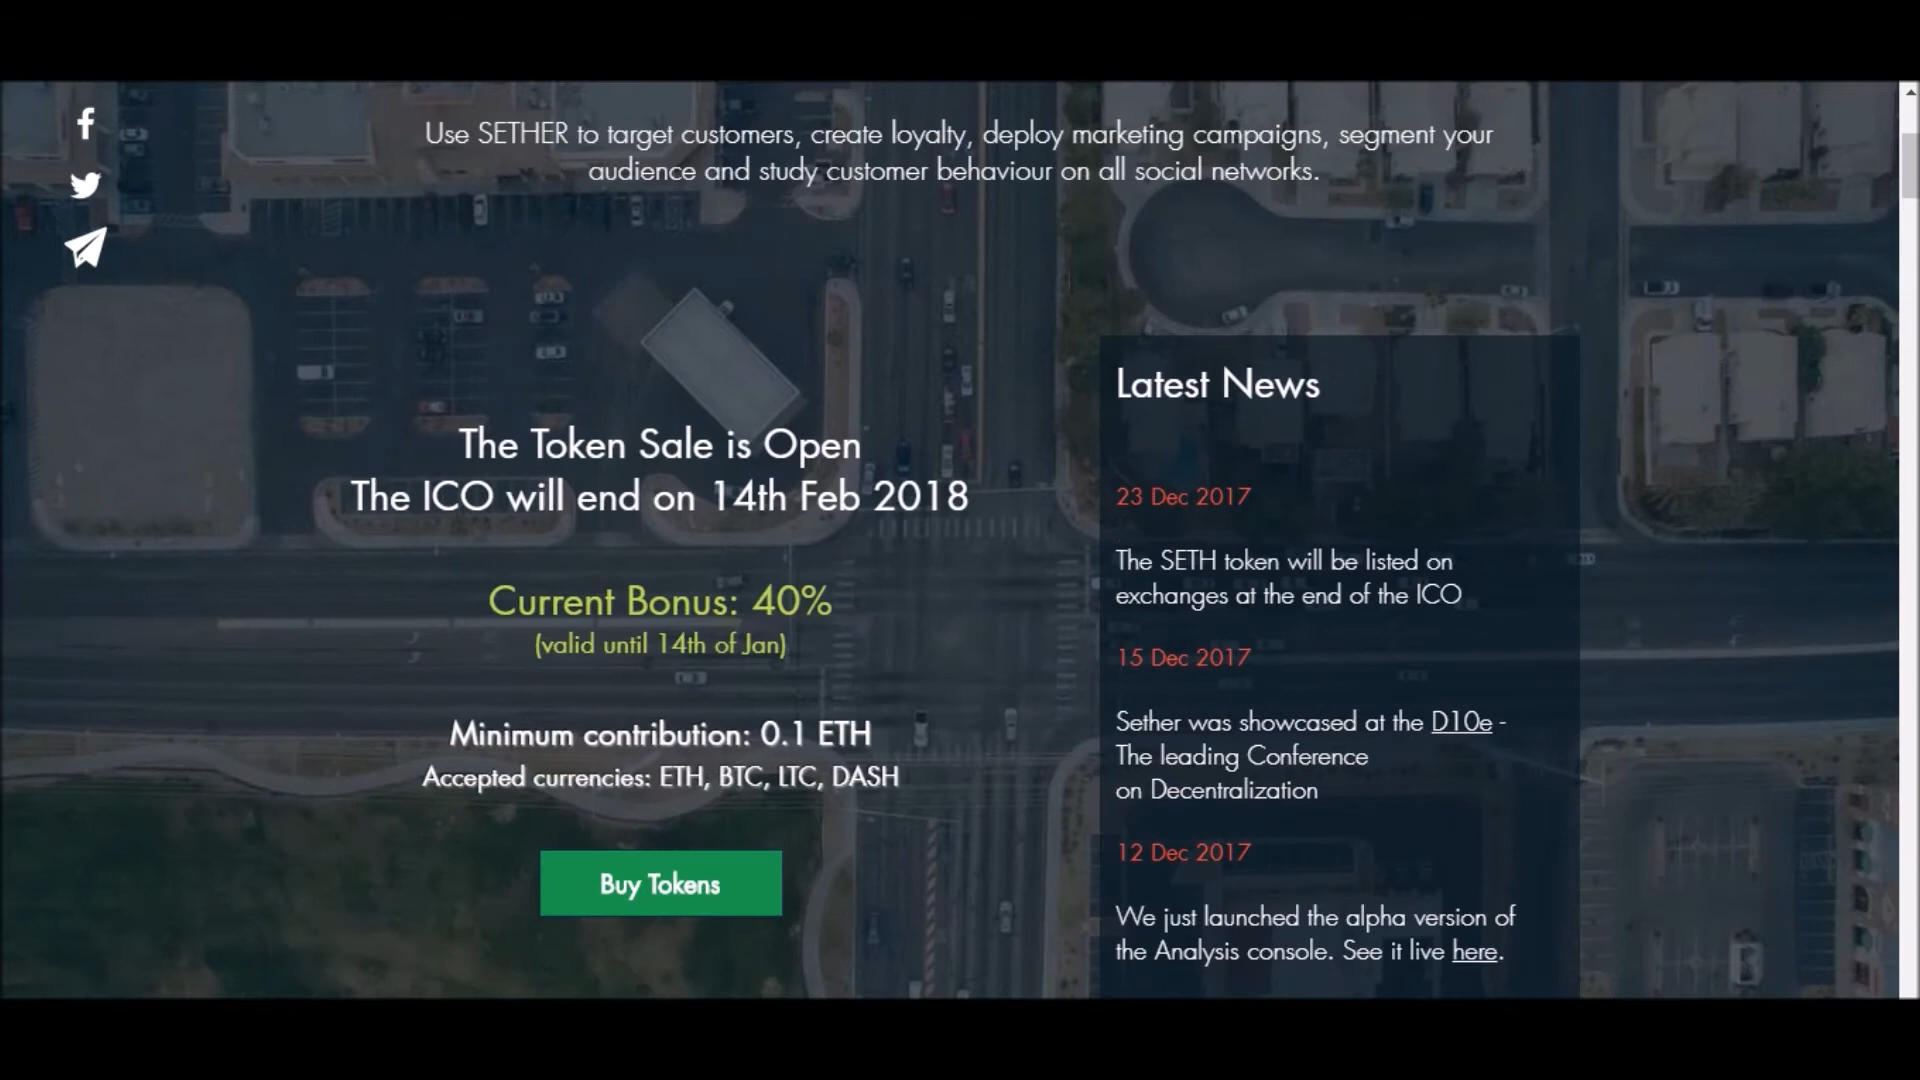 Use SETHER to target customers, create loyalty, deploy marketing campaigns, segment your
audience and study customer behaviour on all social networks.
The Token Sale is Open
The ICO will end on 14th Feb 2018
Current Bonus: 40%
(valid until 14th of Jan)
Minimum contribution: 0.1 ETH
Accepted currencies: ETH, BTC, LTC, DASH
Buy Tokens
Latest News
23 Dec 2017
The SETH token will be listed on
exchanges at the end of the ICO
15 Dec 2017
Sether was showcased at the D10e -
The leading Conference
on Decentralization
12 Dec 2017
We just launched the alpha version of
the Analysis console. See it live here.